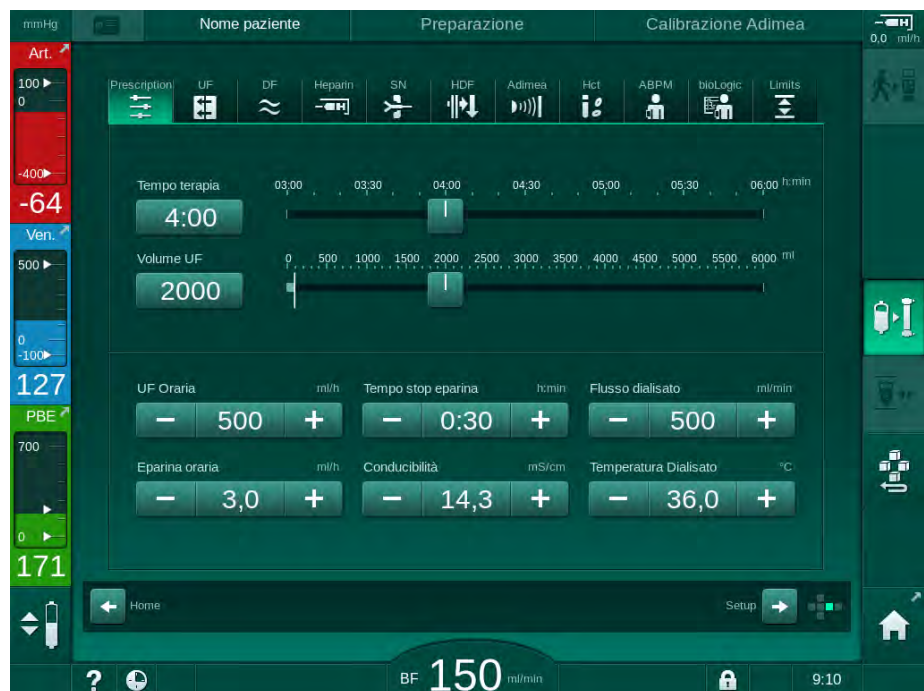 mmHg Nome paziente Preparazione Calibrazione Adimea
0,0 ml/h
Art.
100
0
-400
-64
Ven.
500
0
-100
127
PBE
700
0
171
Prescription UF DF Heparin SN HDF Adimea Hct ABPM bioLogic Limits
Tempo terapia 03:00 03:30 04:00 04:30 05:00 05:30 06:00 h:min
4:00
Volume UF 0 500 1000 1500 2000 2500 3000 3500 4000 4500 5000 5500 6000 ml
2000
UF Oraria ml/h Tempo stop eparina h:min Flusso dialisato ml/min
− 500 + − 0:30 + − 500 +
Eparina oraria ml/h Conducibilità mS/cm Temperatura Dialisato °C
− 3,0 + − 14,3 + − 36,0 +
Home Setup
? BF 150 ml/min 9:10